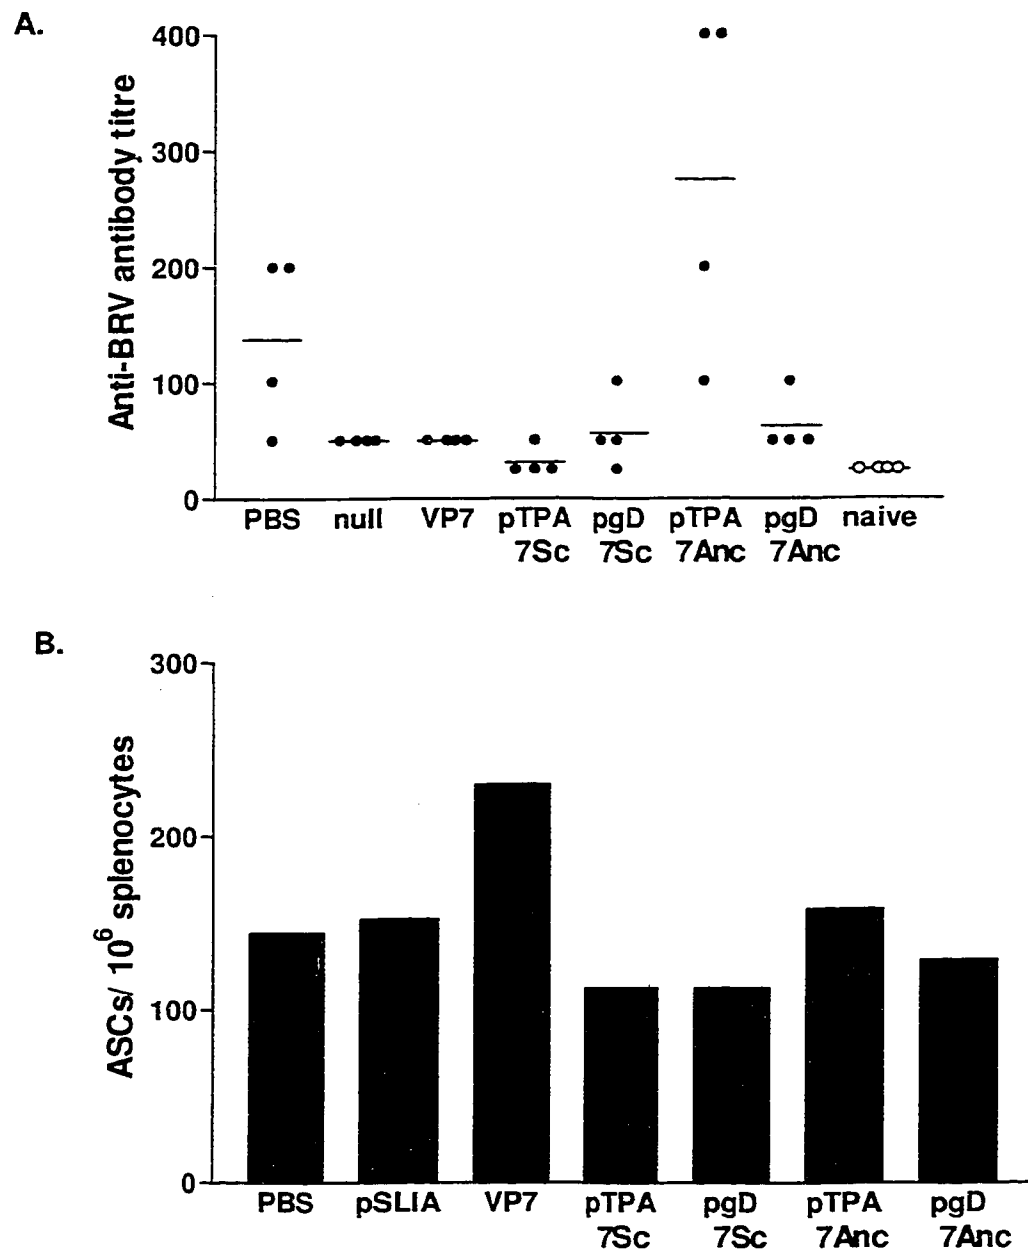 A.
Anti-BRV antibody titre
400
300
200
100
0
PBS null VP7 pTPA pgD pTPA pgD naive
7Sc 7Sc 7Anc 7Anc
B.
ASCs/ 10⁶ splenocytes
300
200
100
0
PBS pSLIA VP7 pTPA pgD pTPA pgD
7Sc 7Sc 7Anc 7Anc